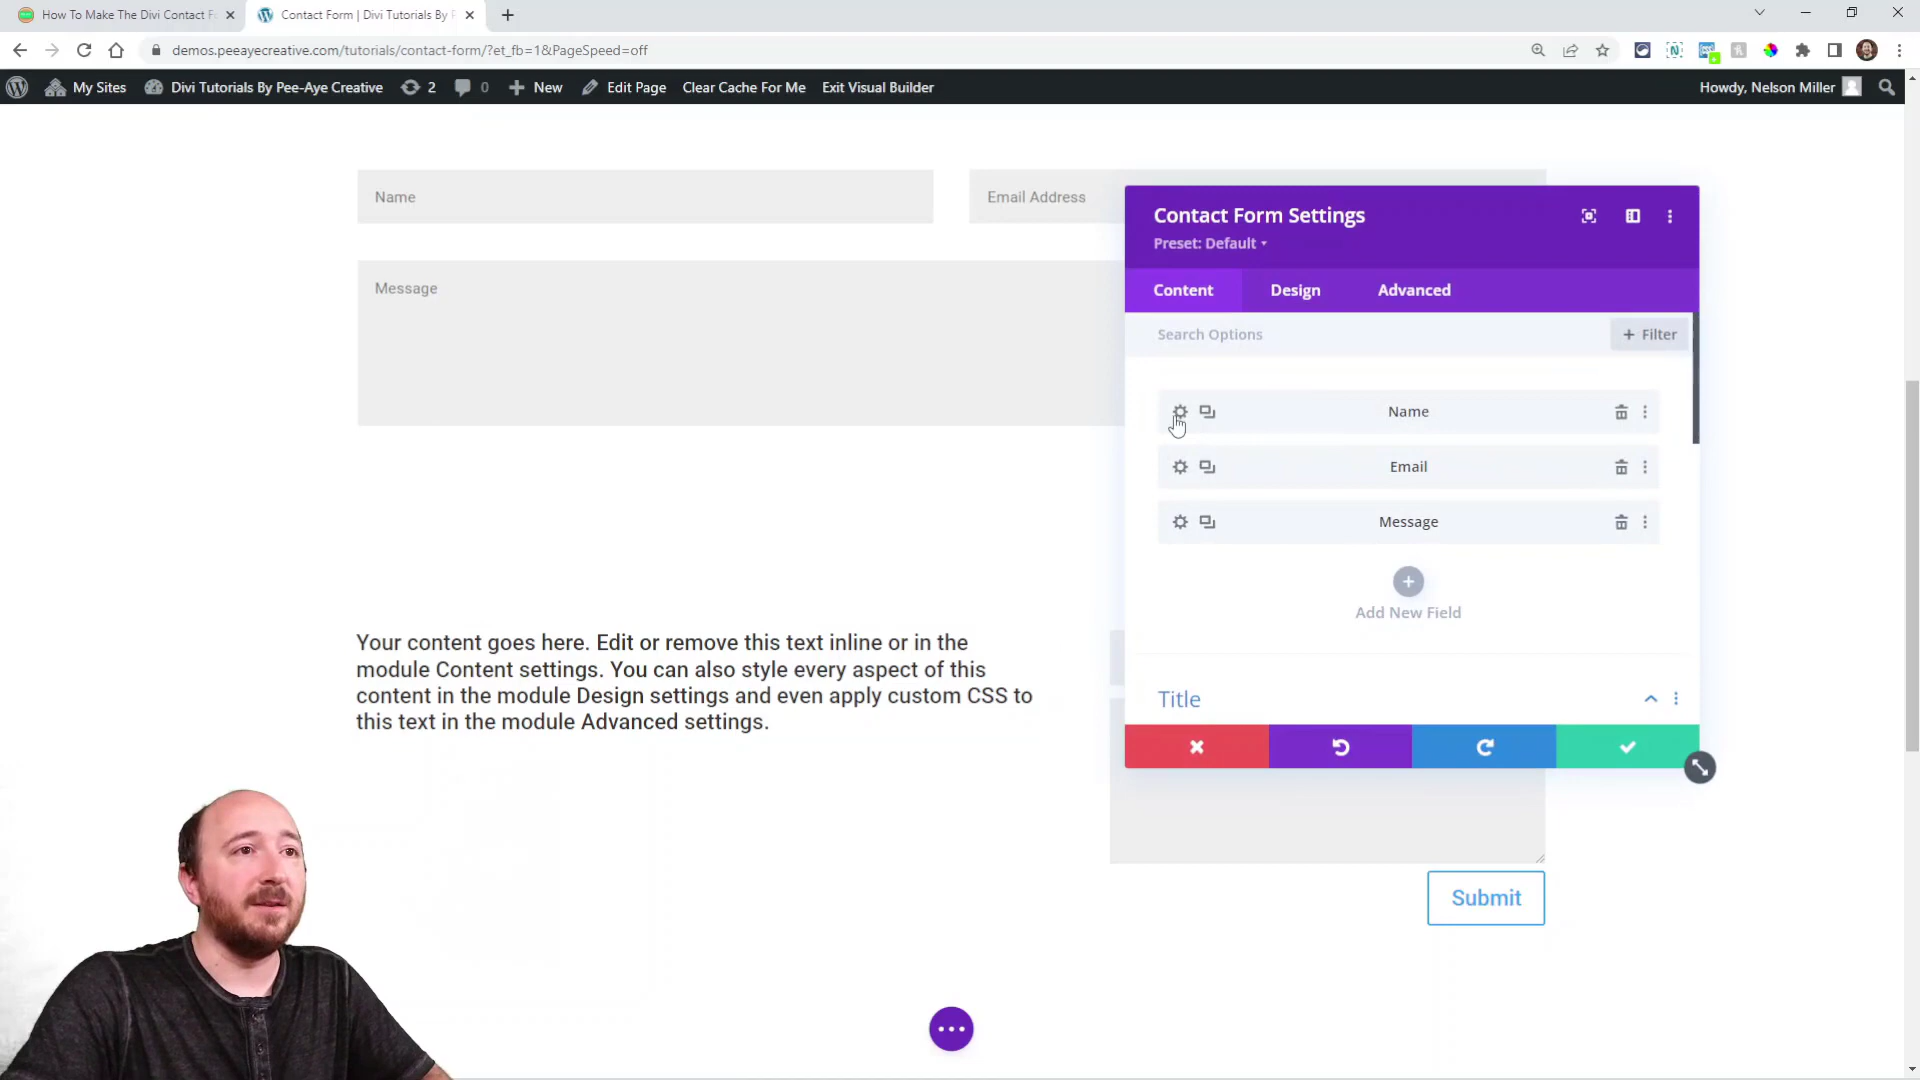 How To Make The Divi Contact F
Contact Form | Divi Tutorials By F
demos.peeayecreative.com/tutorials/contact-form/?et_fb=1&PageSpeed=off
My Sites
Divi Tutorials By Pee-Aye Creative
2
0
New
Edit Page
Clear Cache For Me
Exit Visual Builder
Howdy, Nelson Miller
Name
Email Address
Message
Contact Form Settings
Preset: Default
Content
Design
Advanced
Search Options
+ Filter
Name
Email
Message
Add New Field
Title
Your content goes here. Edit or remove this text inline or in the
module Content settings. You can also style every aspect of this
content in the module Design settings and even apply custom CSS to
this text in the module Advanced settings.
Submit